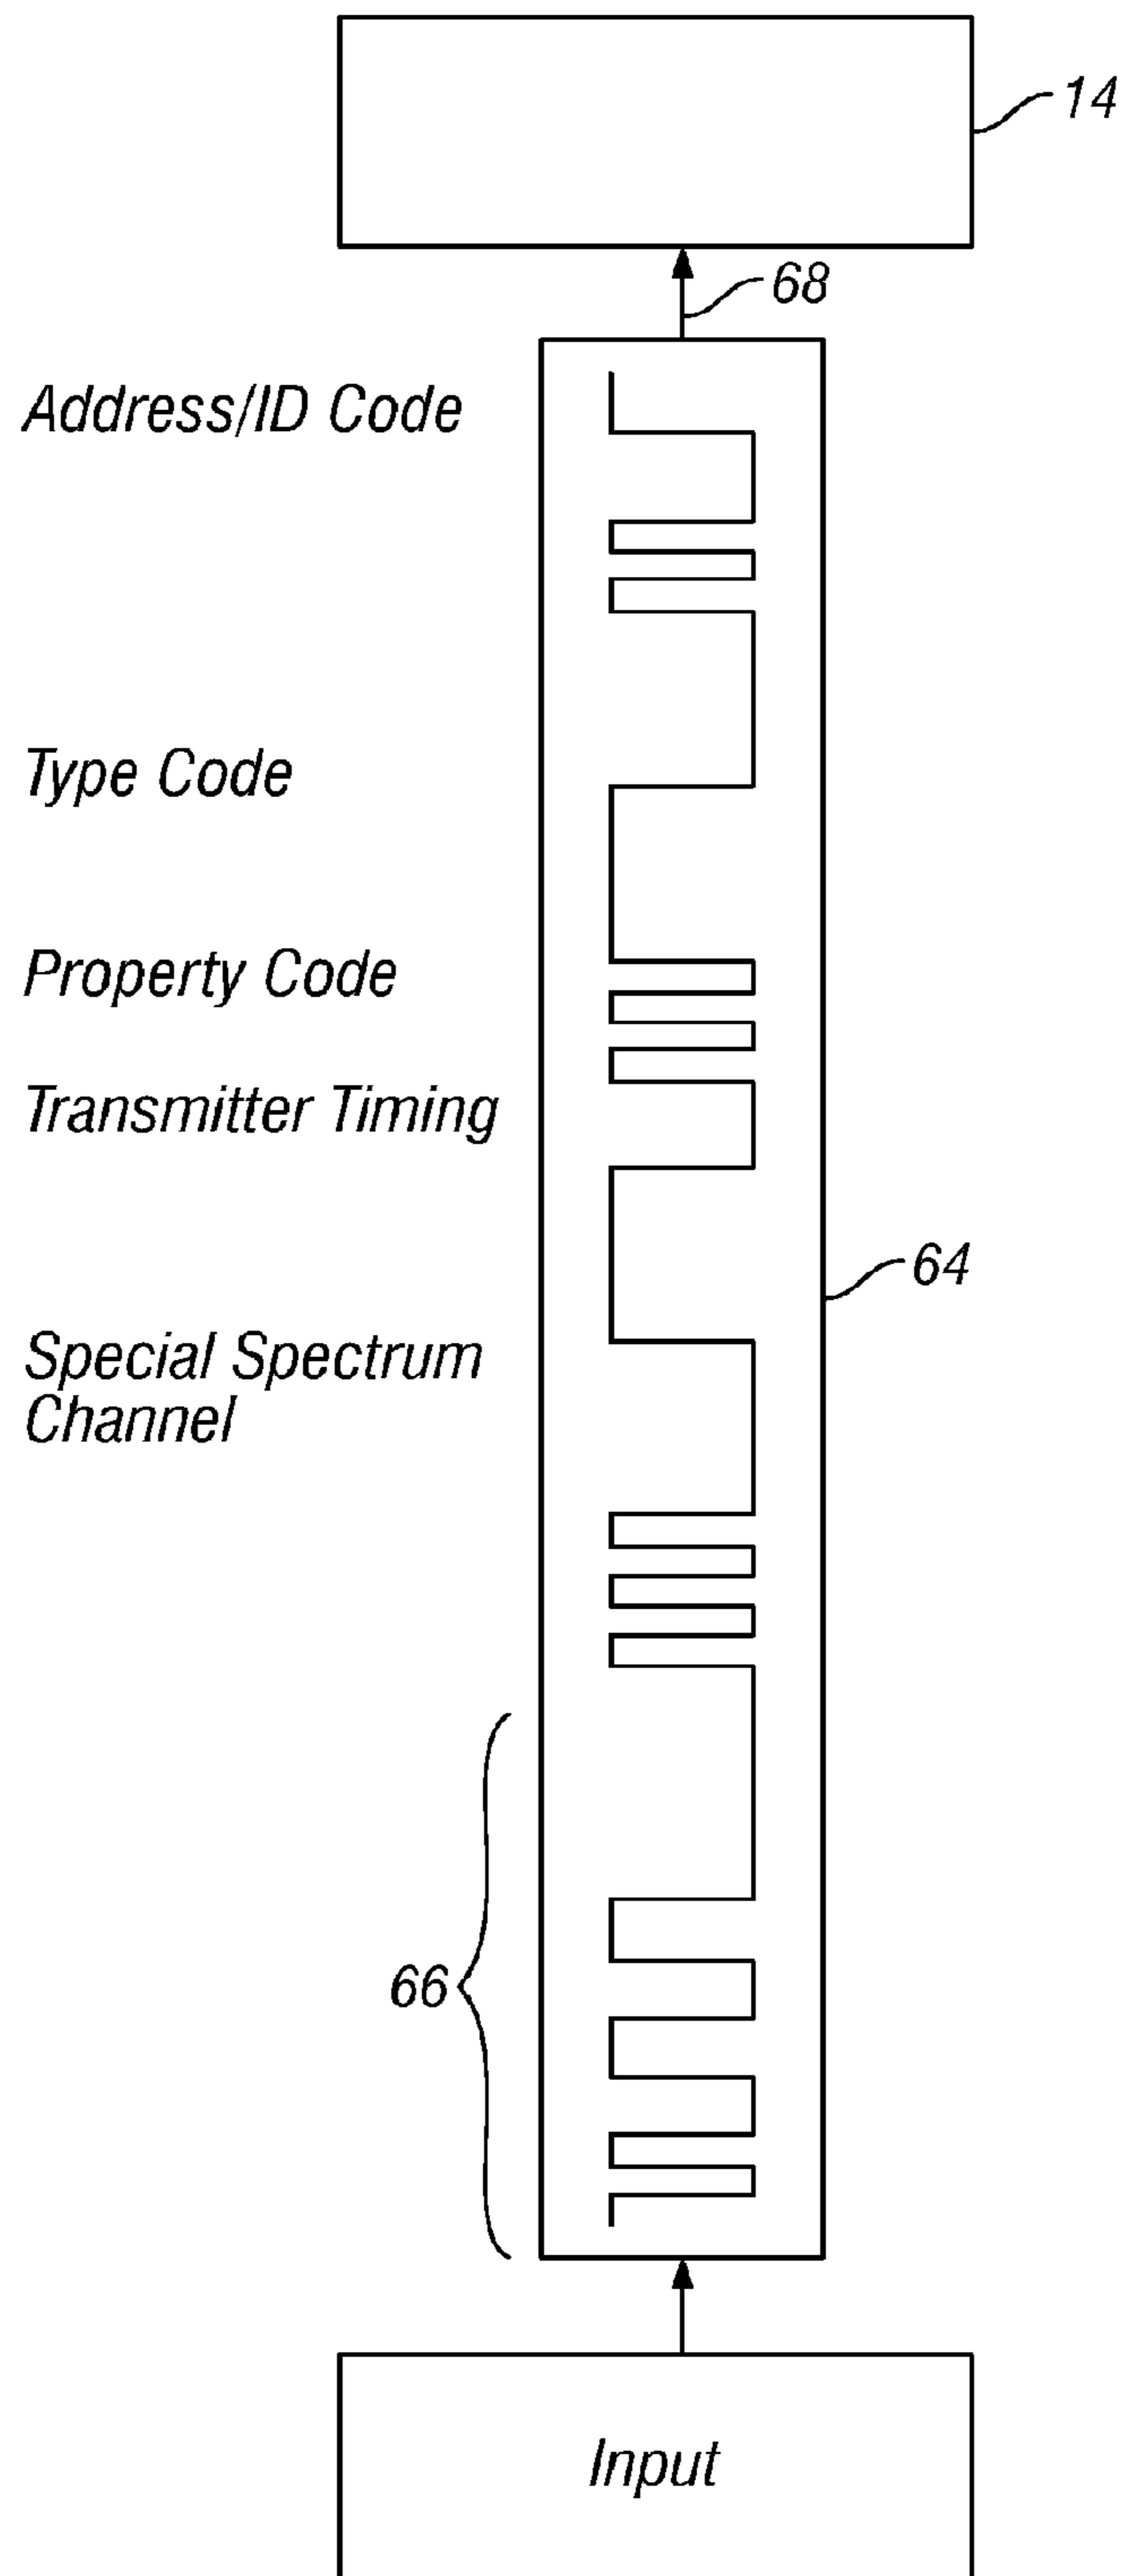 14
68
Address/ID Code
Type Code
Property Code
Transmitter Timing
64
Special Spectrum
Channel
66
Input